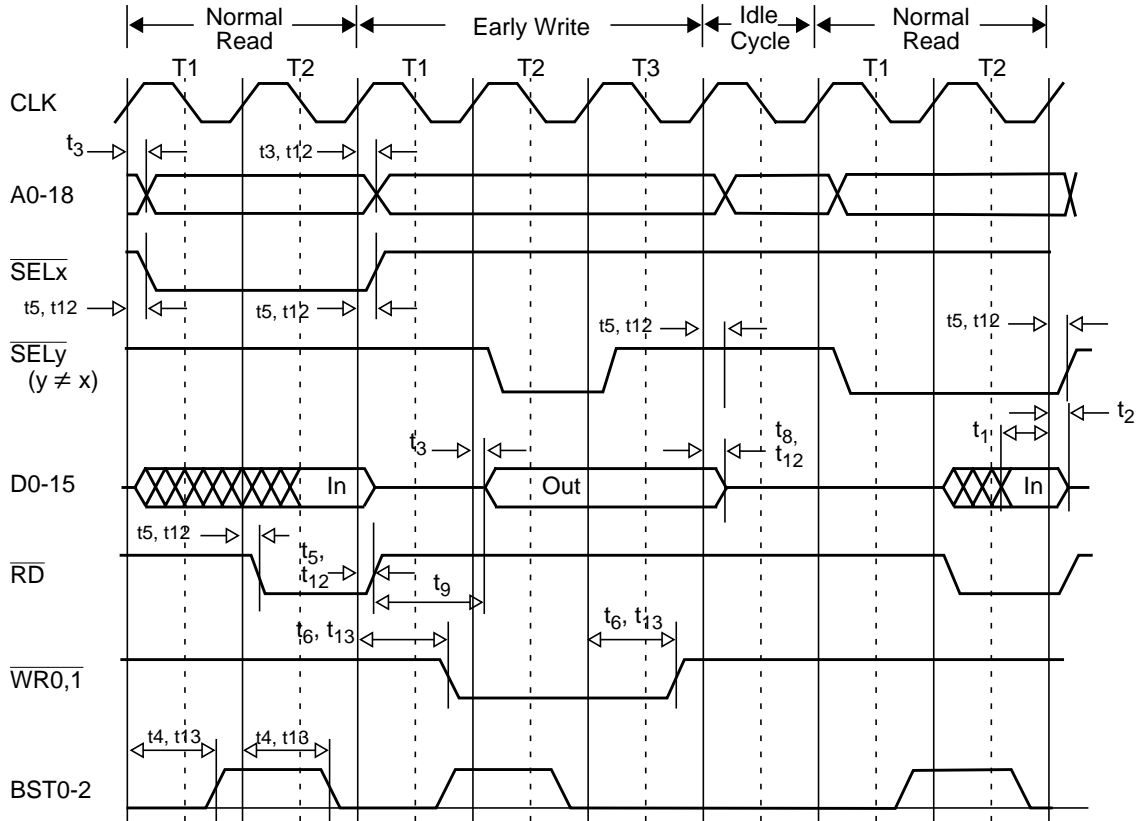 Normal Read
Early Write
Idle Cycle
Normal Read
T1 T2 T1 T2 T3 T1 T2
CLK
t3 t3, t12
A0-18
SELx
t5, t12 t5, t12 t5, t12 t5, t12
SELy
(y ≠ x)
t2
t3 t8, t12 t1
D0-15 In Out In
t5, t12 t5, t12
RD
t9
t6, t13 t6, t13
WR0,1
t4, t13 t4, t13
BST0-2